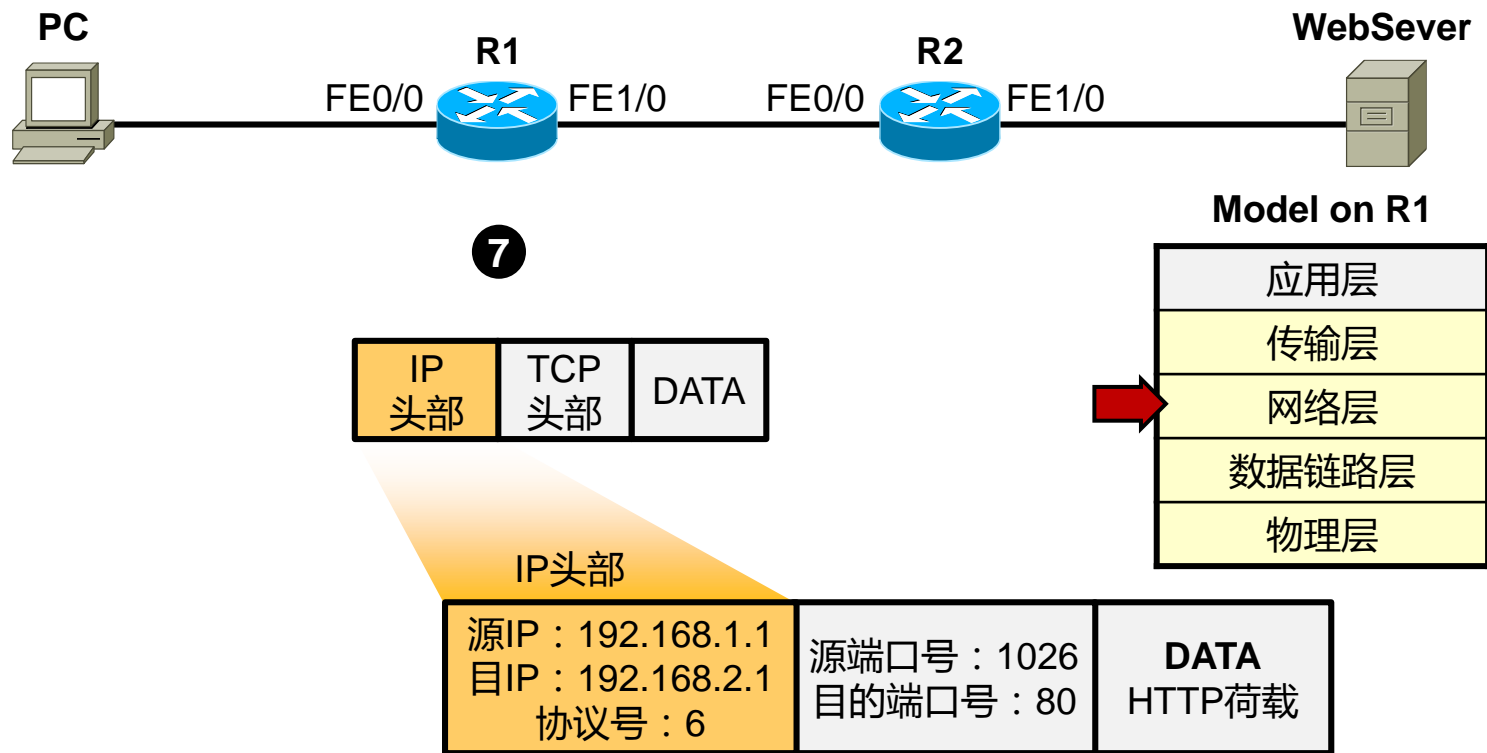 PC
R1
R2
WebSever
FE0/0
FE1/0
FE0/0
FE1/0
Model on R1
7
应用层
传输层
网络层
数据链路层
物理层
IP
头部
TCP
头部
DATA
IP头部
源IP：192.168.1.1
目IP：192.168.2.1
协议号：6
源端口号：1026
目的端口号：80
DATA
HTTP荷载